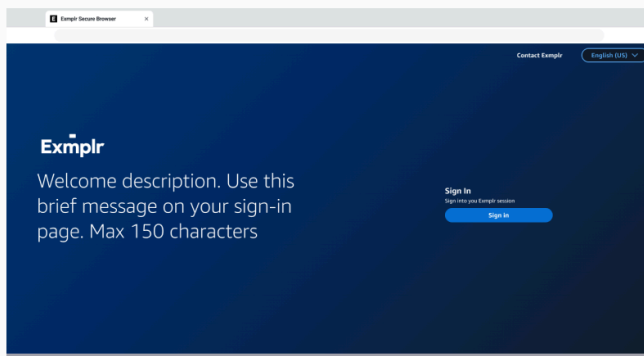 E Exmplr Secure Browser ×
Contact Exmplr English (US)
Exmplr
Welcome description. Use this
brief message on your sign-in
page. Max 150 characters
Sign In
Sign into you Exmplr session
Sign in